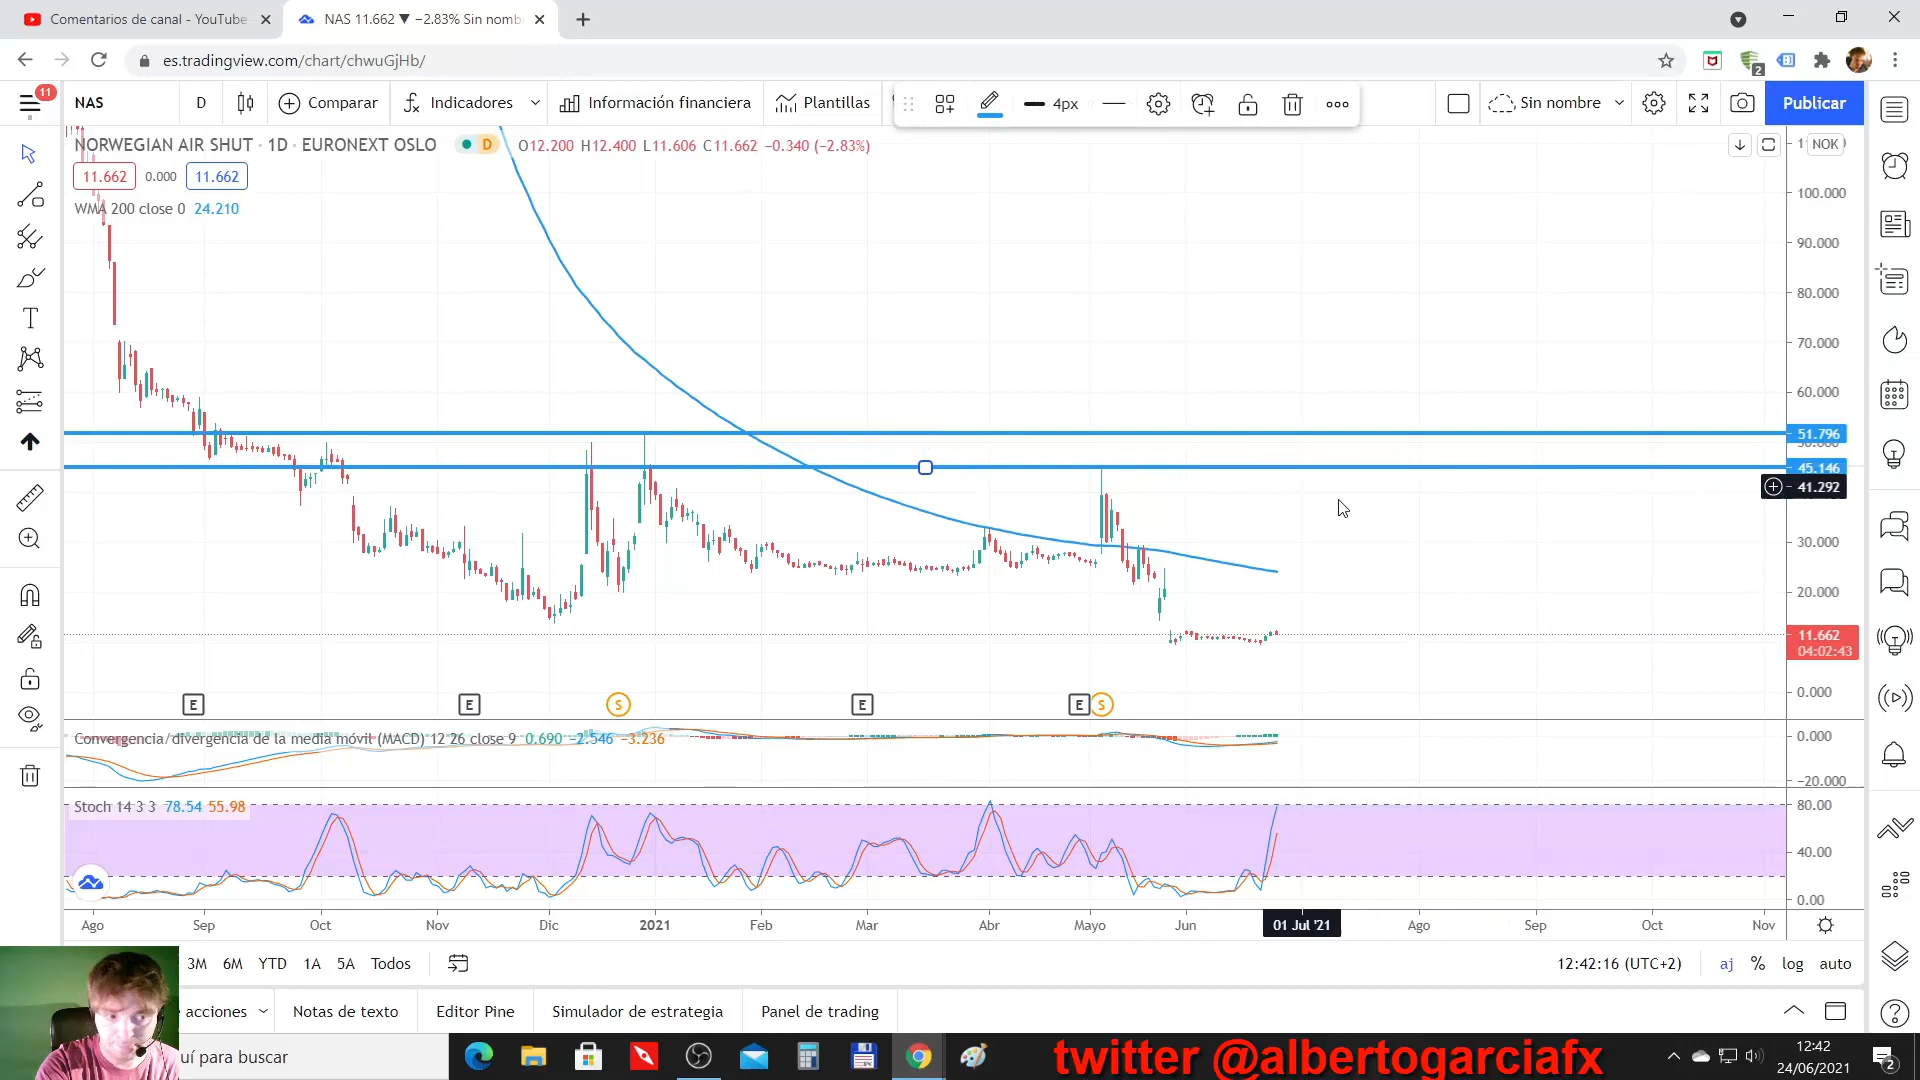 Comentarios de canal - YouTube
NAS 11.662 ▼ −2.83% Sin nomb
es.tradingview.com/chart/chwuGjHb/
2
11
NAS
D
Comparar
Indicadores
Información financiera
Plantillas
4px
Sin nombre
Publicar
NORWEGIAN AIR SHUT · 1D · EURONEXT OSLO
D
O12.200 H12.400 L11.606 C11.662 −0.340 (−2.83%)
NOK
11.662 0.000 11.662
WMA 200 close 0 24.210
100.000
90.000
80.000
70.000
60.000
51.796
45.146
41.292
30.000
20.000
11.662
04:02:43
0.000
E
E
S
E
E
S
Convergencia/divergencia de la media móvil (MACD) 12 26 close 9 0.690 −2.546 −3.236
0.000
−20.000
Stoch 14 3 3 78.54 55.98
80.00
40.00
0.00
Ago Sep Oct Nov Dic 2021 Feb Mar Abr Mayo Jun 01 Jul '21 Ago Sep Oct Nov
3M 6M YTD 1A 5A Todos
12:42:16 (UTC+2)
aj % log auto
acciones
Notas de texto
Editor Pine
Simulador de estrategia
Panel de trading
uí para buscar
twitter @albertogarciafx
12:42
24/06/2021
2